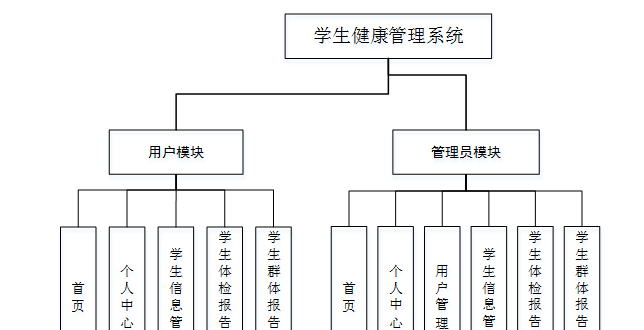 学生健康管理系统
用户模块
管理员模块
首页
个人中心
学生信息管
学生体检报告
学生群体报告
首页
个人中心
用户管理
学生信息管
学生体检报告
学生群体报告